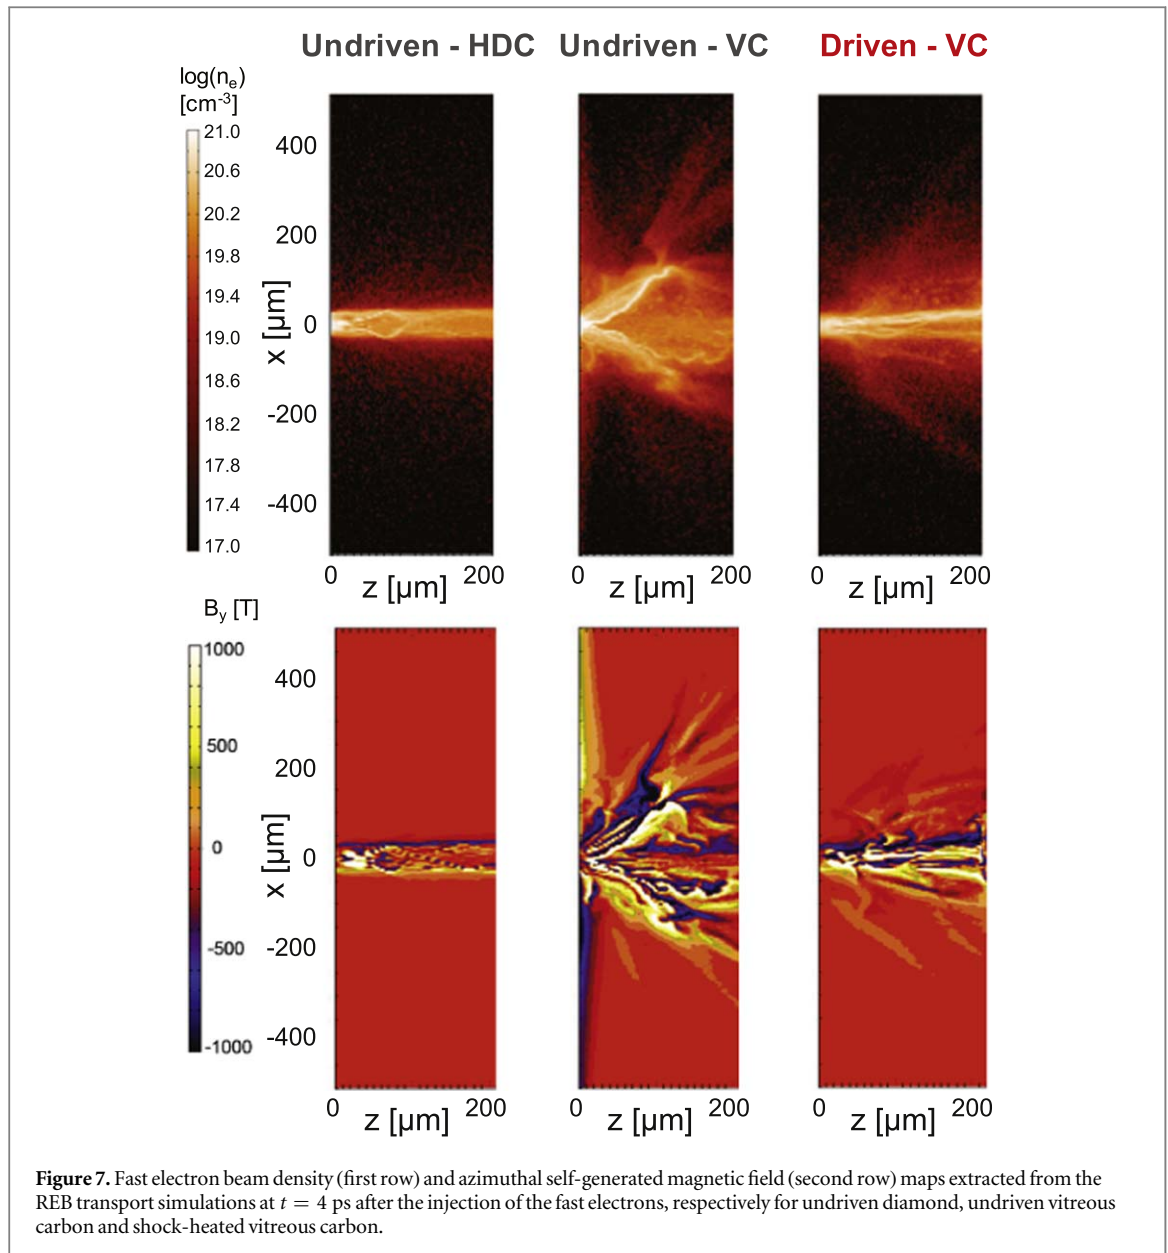 Undriven - HDC Undriven - VC Driven - VC
log(nₑ)
[cm⁻³]
21.0
20.6
20.2
19.8
19.4
19.0
18.6
18.2
17.8
17.4
17.0
400
200
0
-200
-400
x [µm]
0 200 0 200 0 200
z [µm] z [µm] z [µm]
Bᵧ [T]
1000
500
0
-500
-1000
400
200
0
-200
-400
x [µm]
0 200 0 200 0 200
z [µm] z [µm] z [µm]
Figure 7. Fast electron beam density (first row) and azimuthal self-generated magnetic field (second row) maps extracted from the
REB transport simulations at t = 4 ps after the injection of the fast electrons, respectively for undriven diamond, undriven vitreous
carbon and shock-heated vitreous carbon.